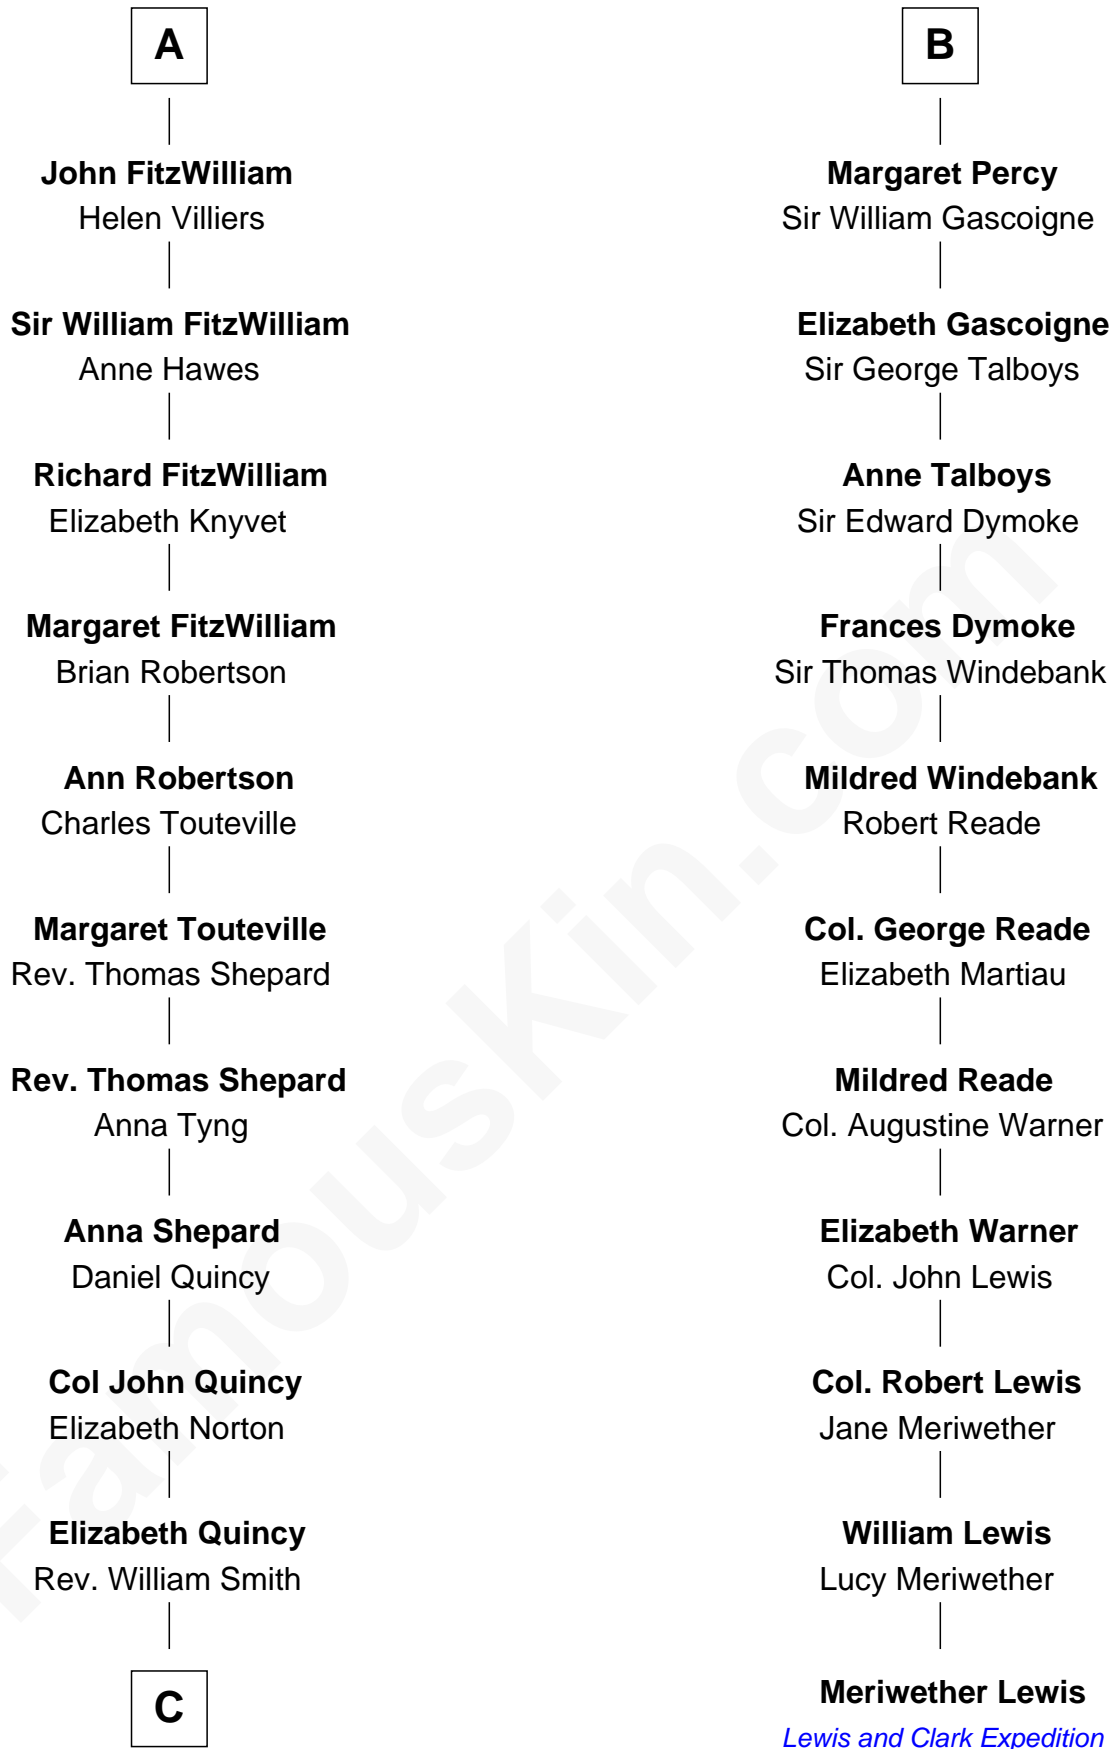 A
John FitzWilliam
Helen Villiers
Sir William FitzWilliam
Anne Hawes
Richard FitzWilliam
Elizabeth Knyvet
Margaret FitzWilliam
Brian Robertson
Ann Robertson
Charles Touteville
Margaret Touteville
Rev. Thomas Shepard
Rev. Thomas Shepard
Anna Tyng
Anna Shepard
Daniel Quincy
Col John Quincy
Elizabeth Norton
Elizabeth Quincy
Rev. William Smith
C
B
Margaret Percy
Sir William Gascoigne
Elizabeth Gascoigne
Sir George Talboys
Anne Talboys
Sir Edward Dymoke
Frances Dymoke
Sir Thomas Windebank
Mildred Windebank
Robert Reade
Col. George Reade
Elizabeth Martiau
Mildred Reade
Col. Augustine Warner
Elizabeth Warner
Col. John Lewis
Col. Robert Lewis
Jane Meriwether
William Lewis
Lucy Meriwether
Meriwether Lewis
Lewis and Clark Expedition
FamousKin.com